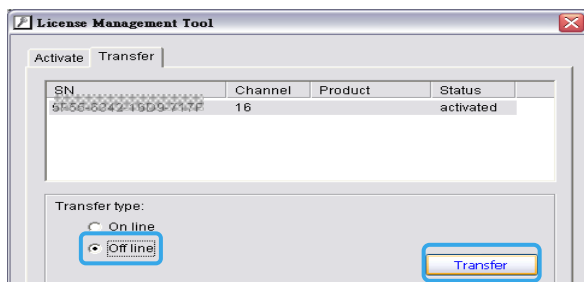 License Management Tool
Activate Transfer
SN Channel Product Status
16 activated
Transfer type:
On line
Off line
Transfer